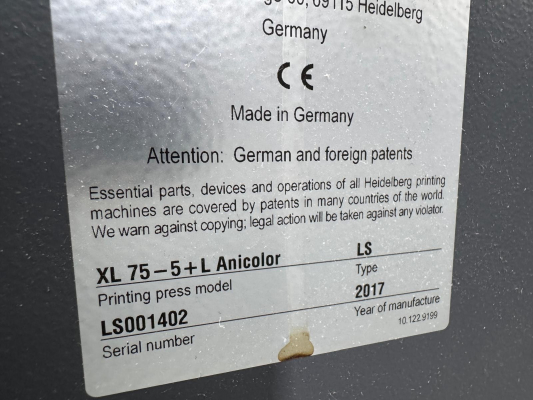 09115 Heidelberg
Germany
CE
Made in Germany
Attention: German and foreign patents
Essential parts, devices and operations of all Heidelberg printing
machines are covered by patents in many countries of the world.
We warn against copying; legal action will be taken against any violator.
XL 75-5+L Anicolor
LS
Printing press model
Type
LS001402
2017
Serial number
Year of manufacture
10.122.9199